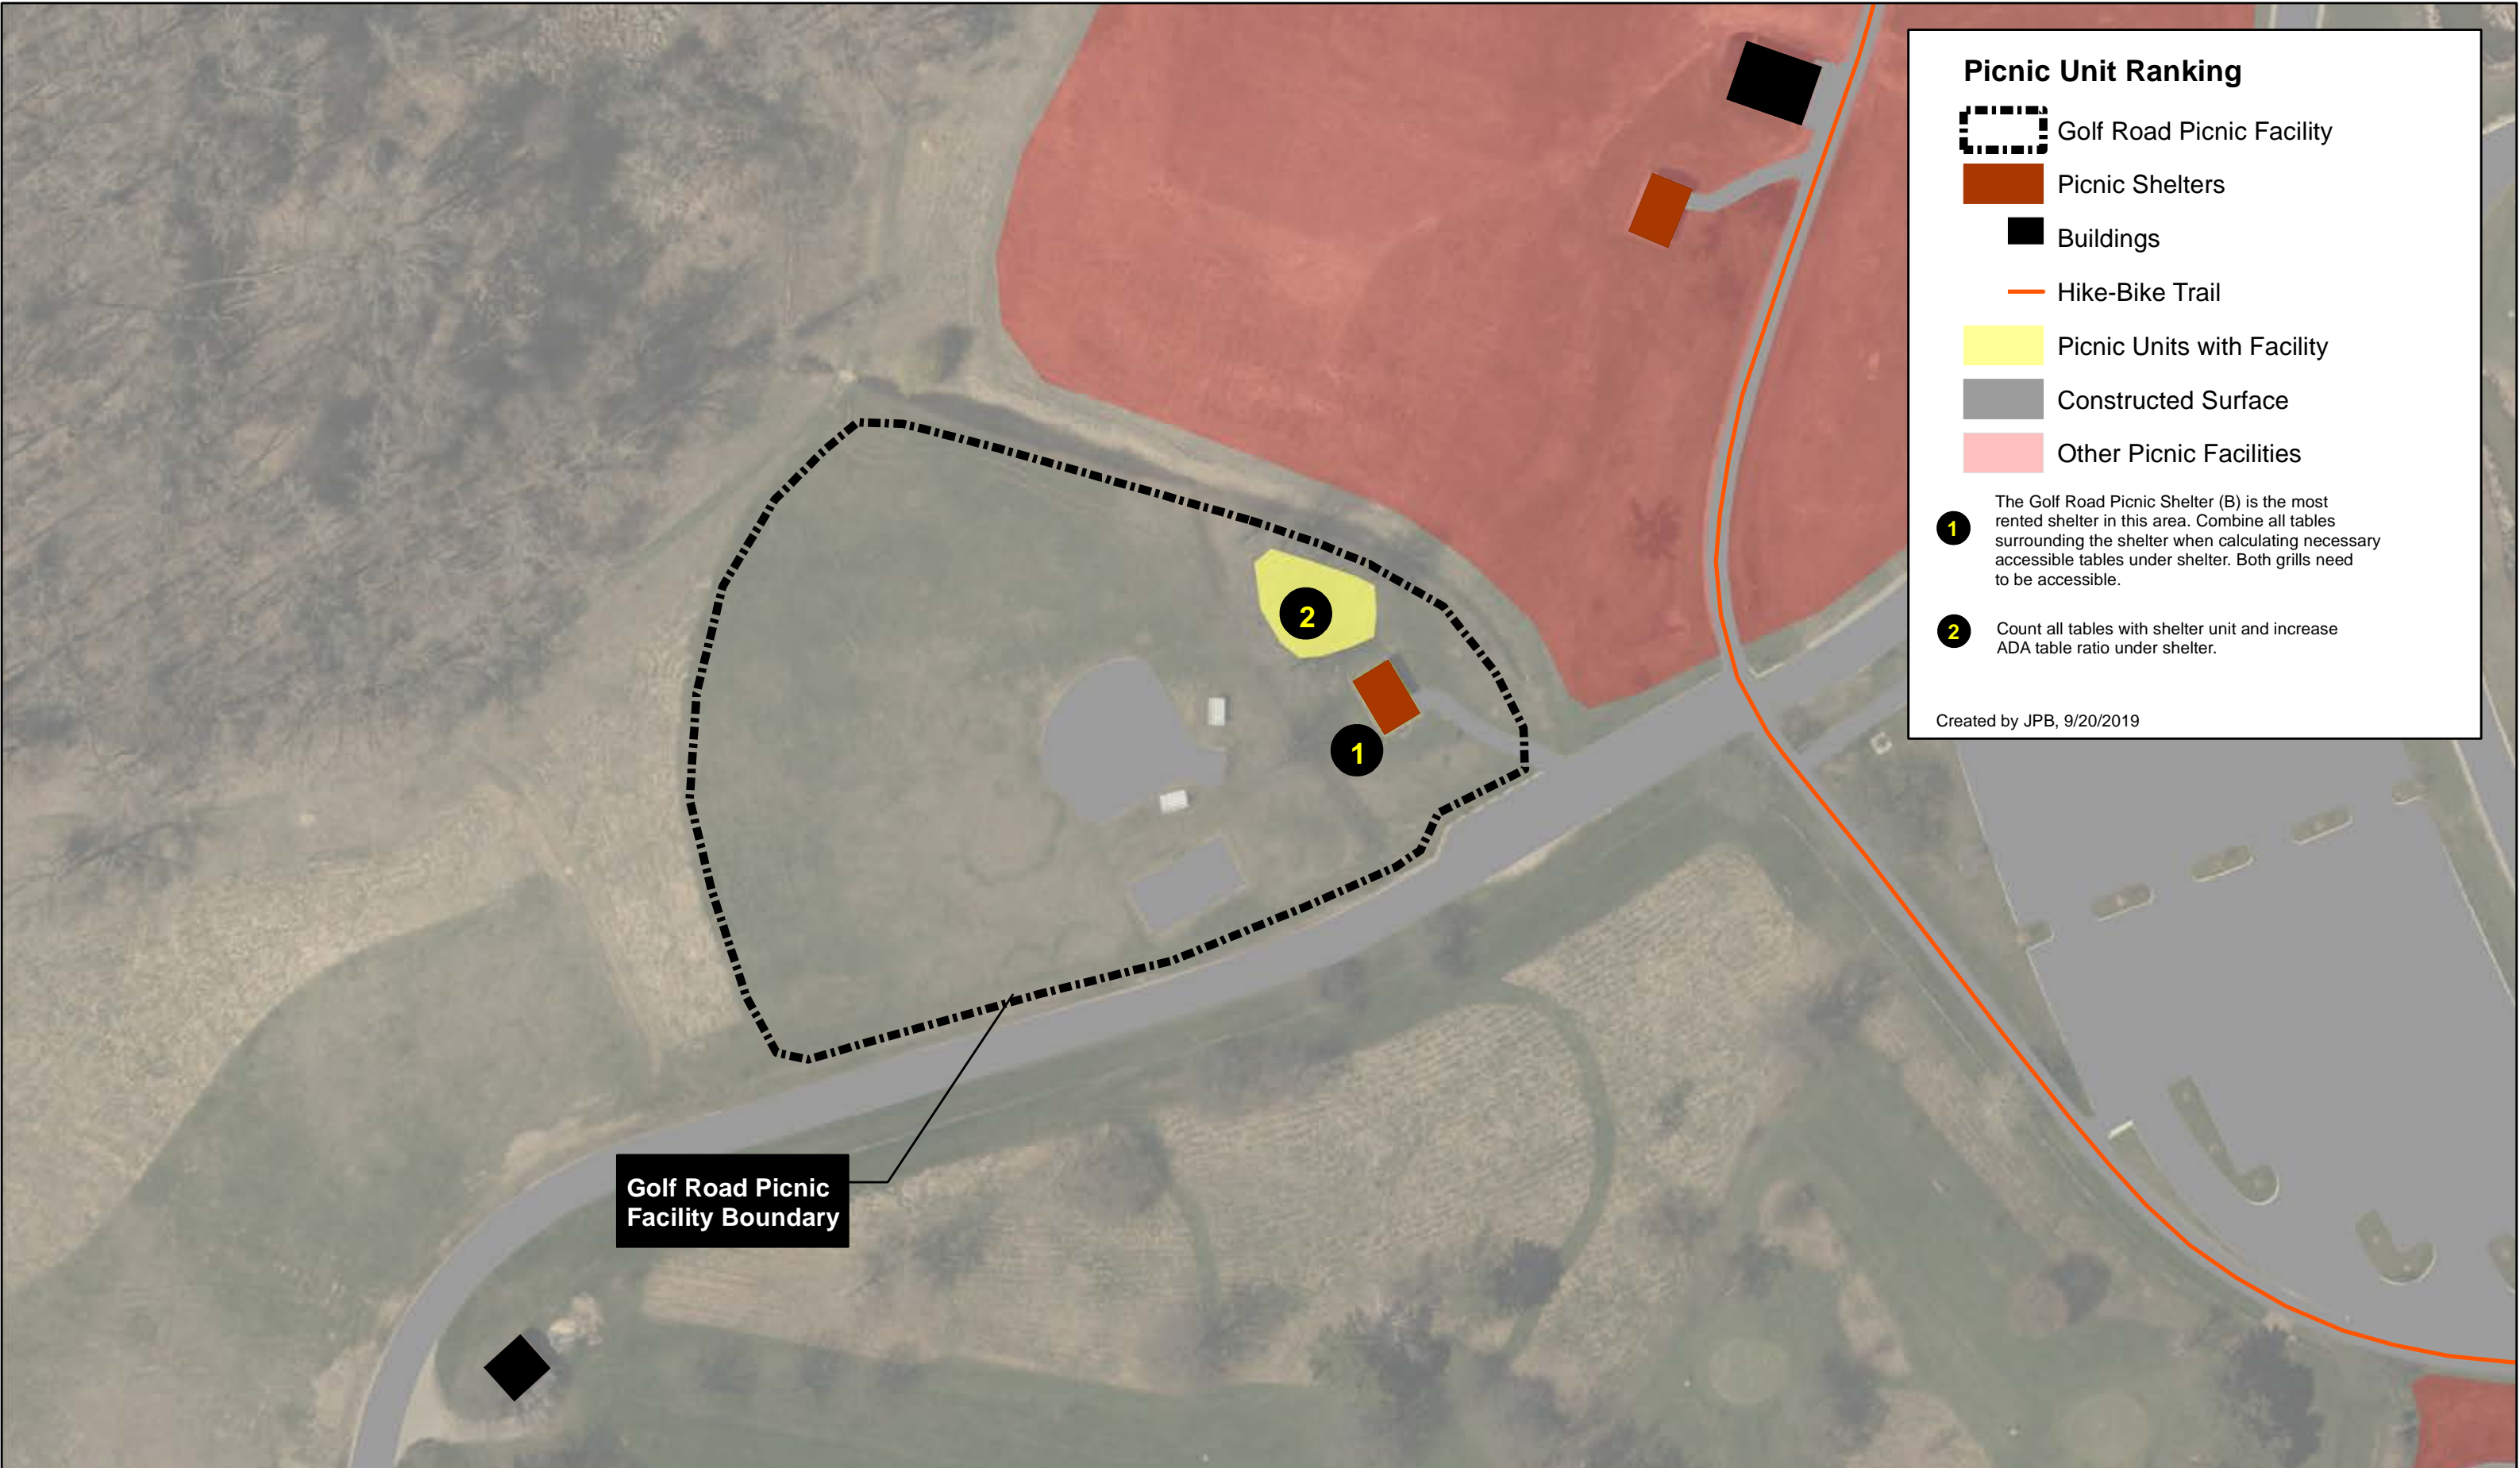 Picnic Unit Ranking
Golf Road Picnic Facility
Picnic Shelters
Buildings
Hike-Bike Trail
Picnic Units with Facility
Constructed Surface
Other Picnic Facilities
1
The Golf Road Picnic Shelter (B) is the most
rented shelter in this area. Combine all tables
surrounding the shelter when calculating necessary
accessible tables under shelter. Both grills need
to be accessible.
2
Count all tables with shelter unit and increase
ADA table ratio under shelter.
Created by JPB, 9/20/2019
2
1
Golf Road Picnic
Facility Boundary